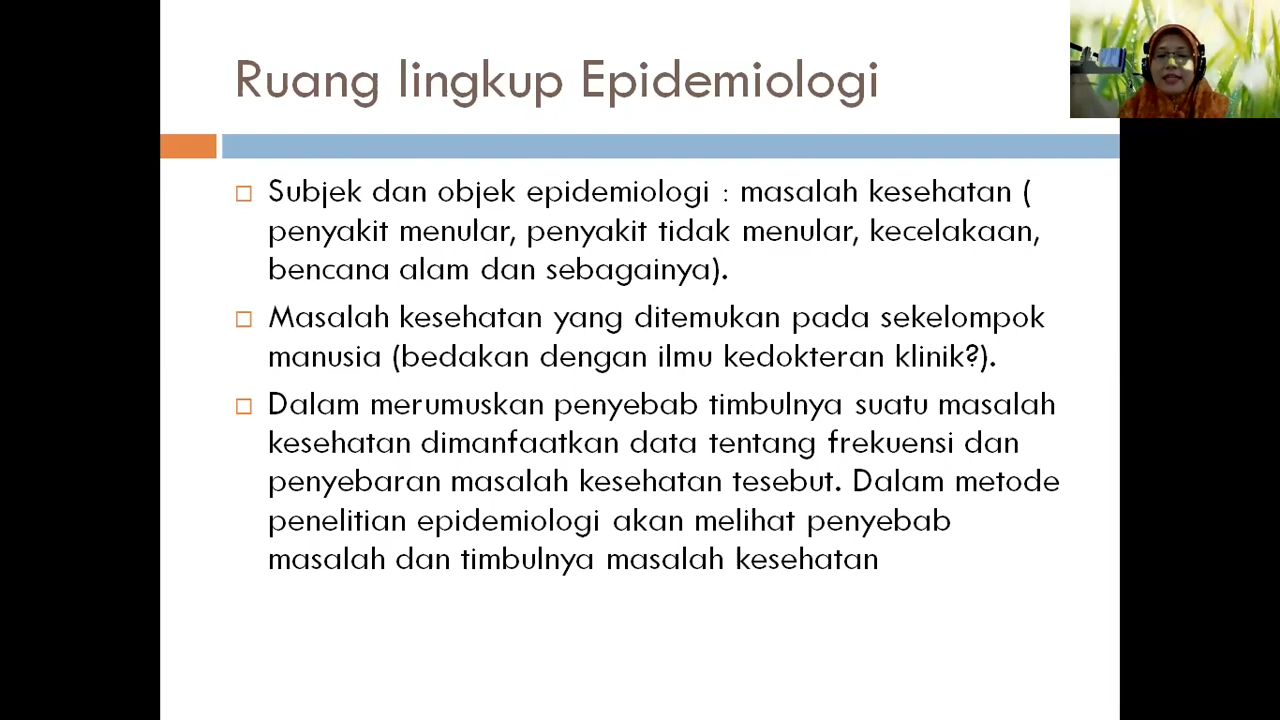 Ruang lingkup Epidemiologi
Subjek dan objek epidemiologi : masalah kesehatan (
penyakit menular, penyakit tidak menular, kecelakaan,
bencana alam dan sebagainya).
Masalah kesehatan yang ditemukan pada sekelompok
manusia (bedakan dengan ilmu kedokteran klinik?).
Dalam merumuskan penyebab timbulnya suatu masalah
kesehatan dimanfaatkan data tentang frekuensi dan
penyebaran masalah kesehatan tesebut. Dalam metode
penelitian epidemiologi akan melihat penyebab
masalah dan timbulnya masalah kesehatan